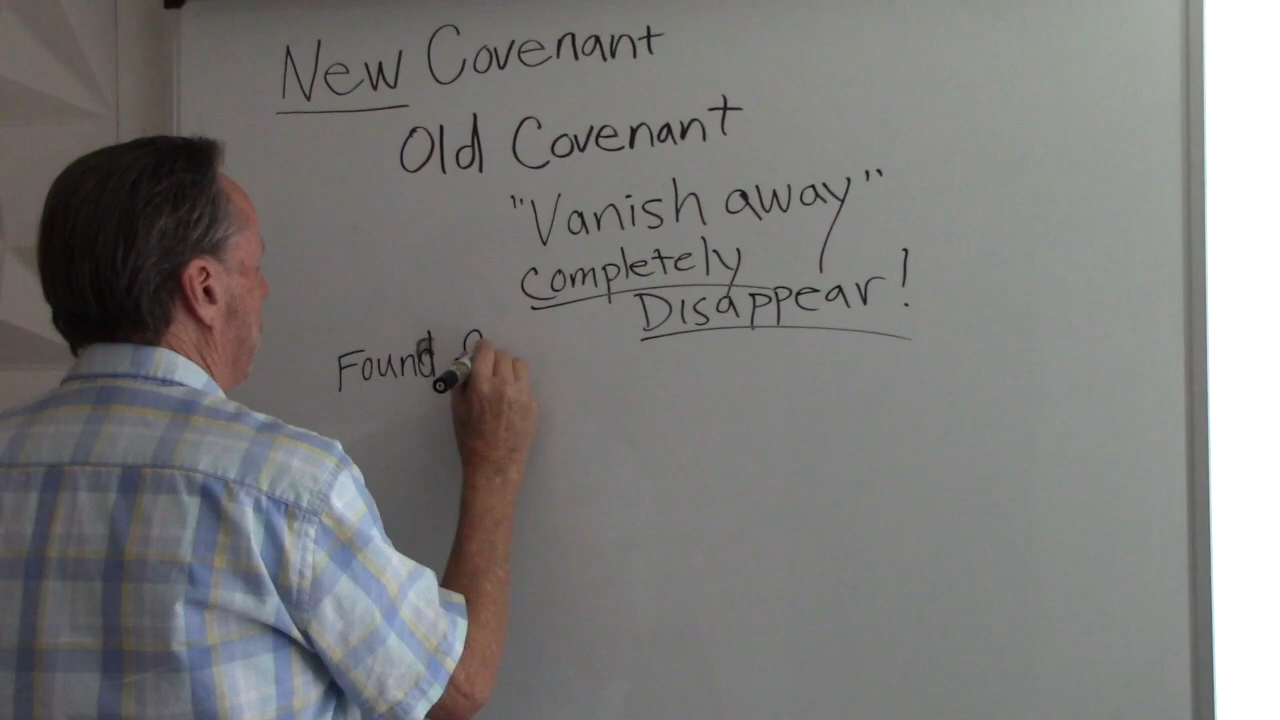 New Covenant
Old Covenant
"Vanish away"
completely
Disappear!
Found